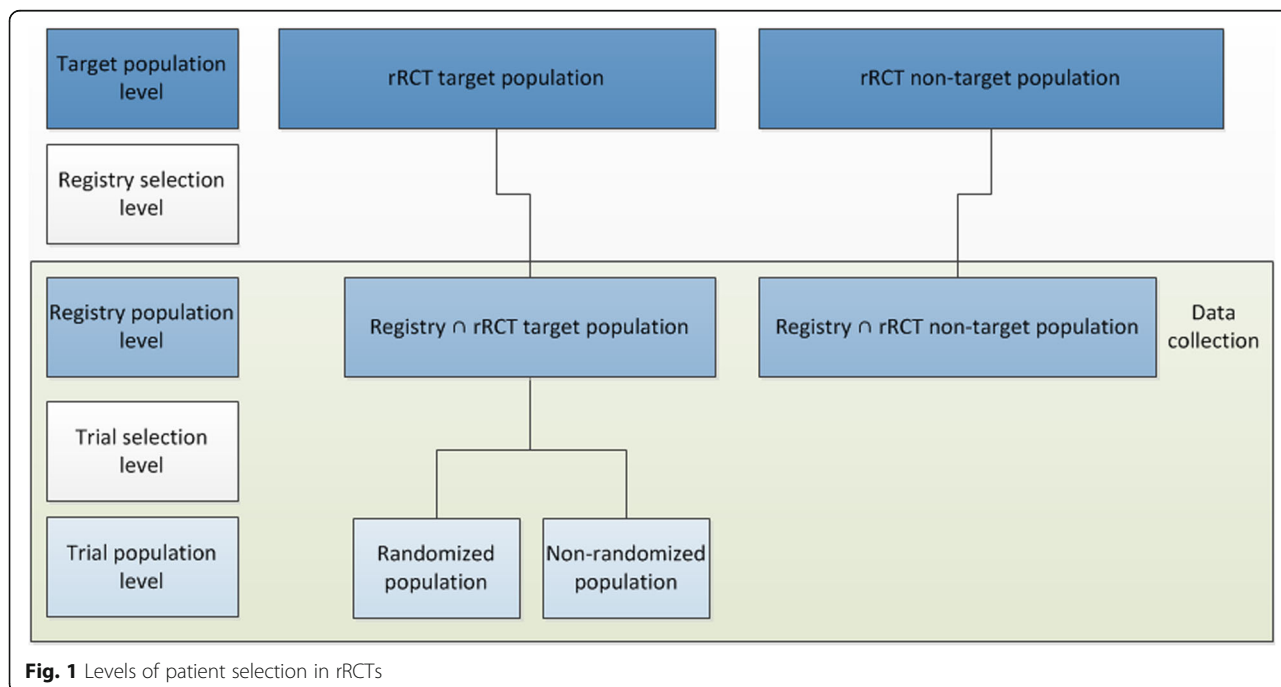 Target population
level
rRCT target population
rRCT non-target population
Registry selection
level
Registry population
level
Registry ∩ rRCT target population
Registry ∩ rRCT non-target population
Data
collection
Trial selection
level
Trial population
level
Randomized
population
Non-randomized
population
Fig. 1 Levels of patient selection in rRCTs